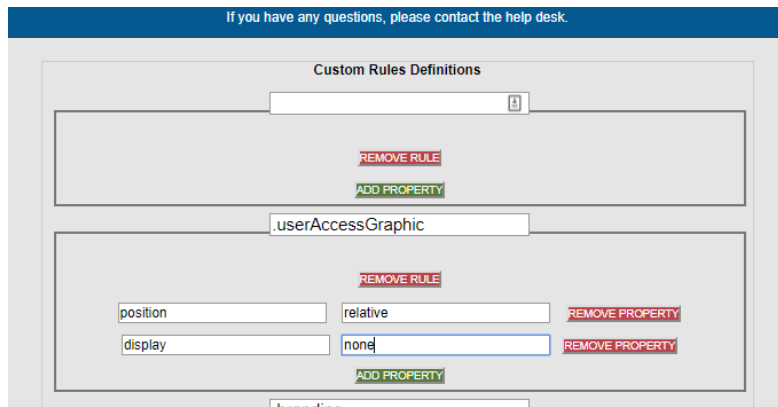 If you have any questions, please contact the help desk.
Custom Rules Definitions
REMOVE RULE
ADD PROPERTY
.userAccessGraphic
REMOVE RULE
position relative REMOVE PROPERTY
display none REMOVE PROPERTY
ADD PROPERTY